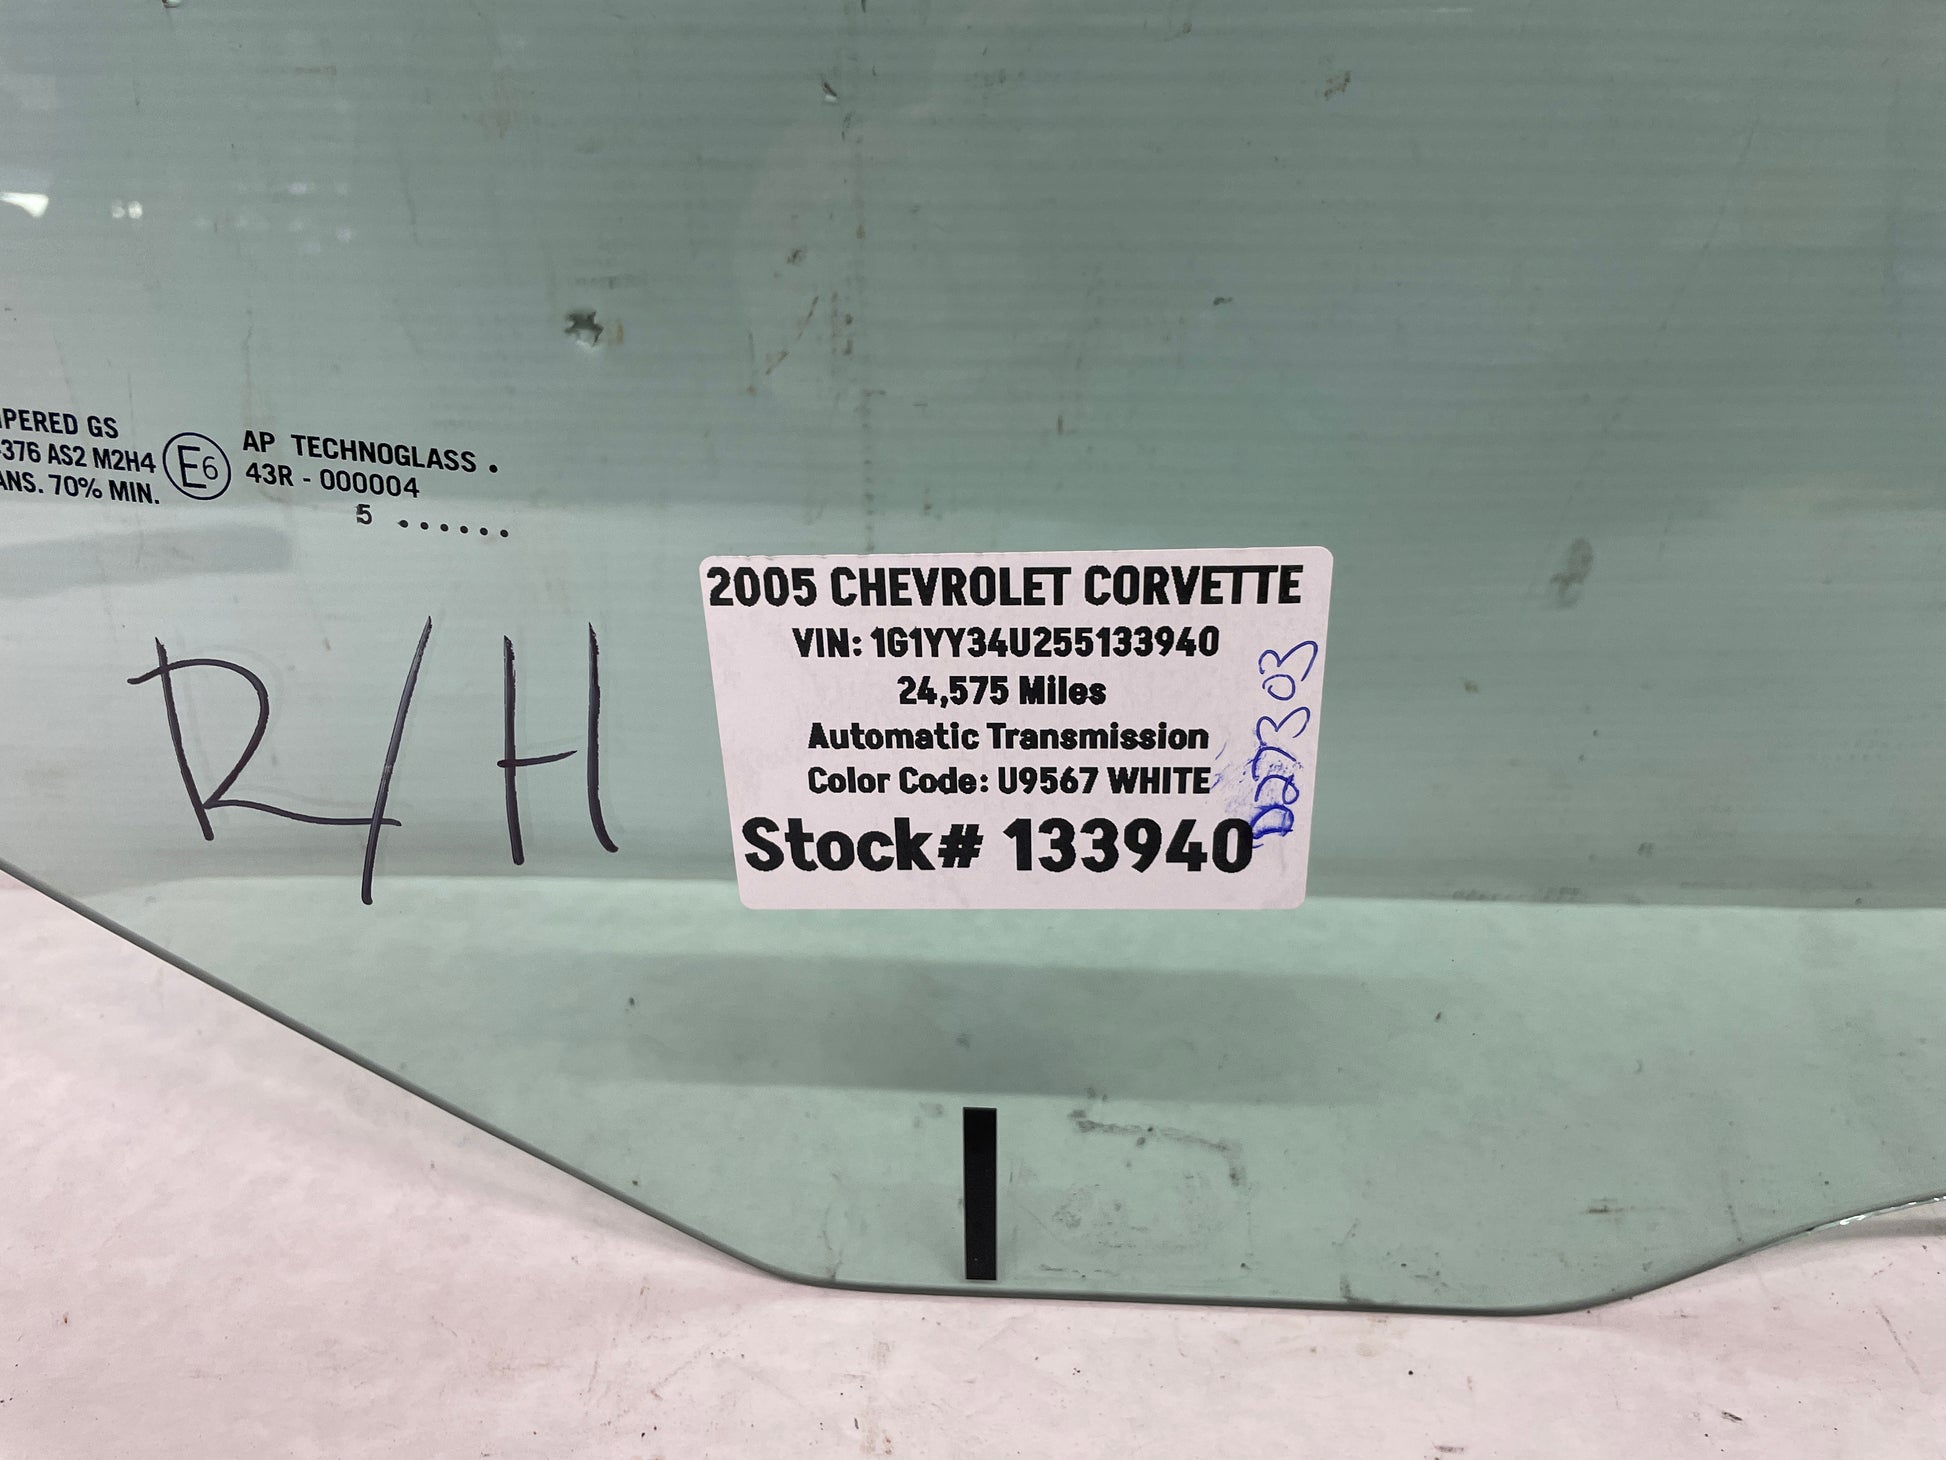 PERED GS
376 AS2 M2H4
ANS. 70% MIN.
E6
AP TECHNOGLASS .
43R - 000004
5 ......
R/H
2005 CHEVROLET CORVETTE
VIN: 1G1YY34U255133940
24,575 Miles
Automatic Transmission
Color Code: U9567 WHITE
Stock# 133940
D27303